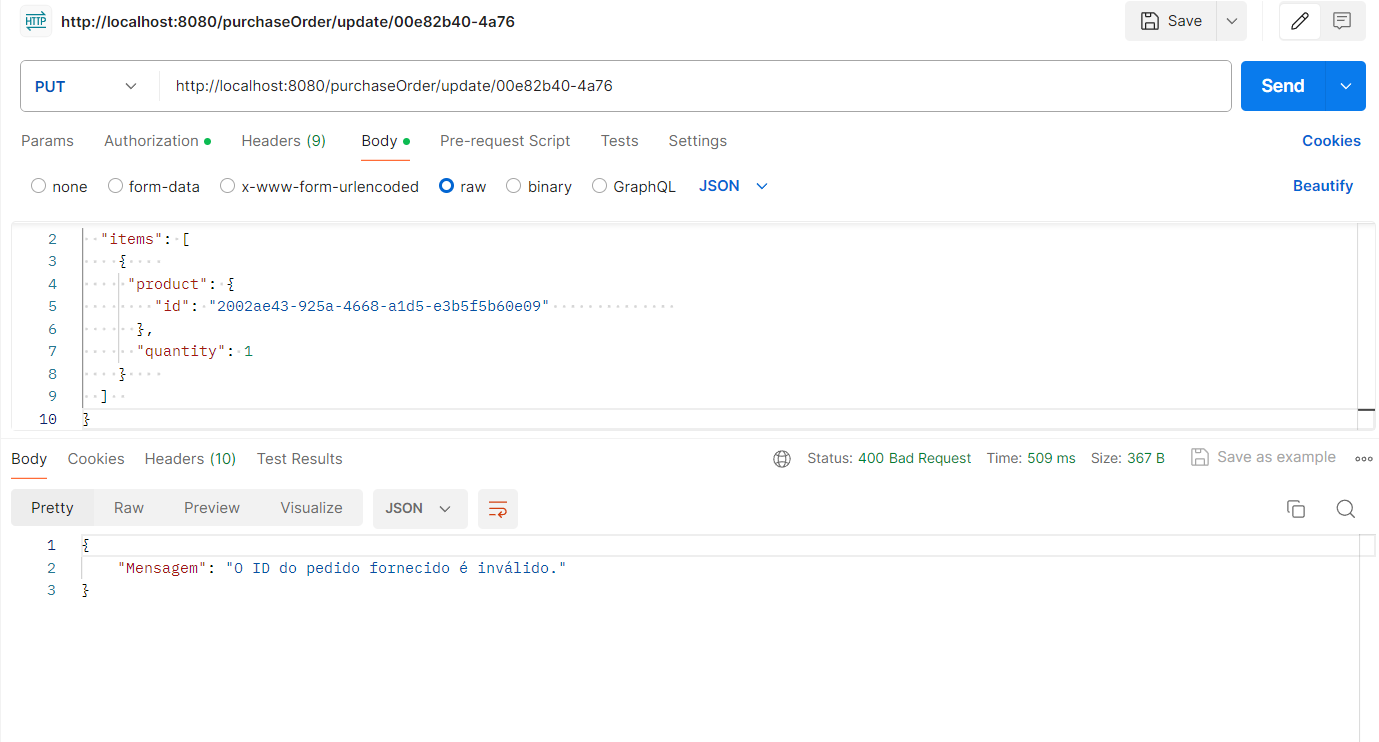 HTTP http://localhost:8080/purchaseOrder/update/00e82b40-4a76 Save
PUT http://localhost:8080/purchaseOrder/update/00e82b40-4a76 Send
Params Authorization Headers (9) Body Pre-request Script Tests Settings Cookies
none form-data x-www-form-urlencoded raw binary GraphQL JSON Beautify
2 "items": [
3 {
4 "product": {
5 "id": "2002ae43-925a-4668-a1d5-e3b5f5b60e09"
6 },
7 "quantity": 1
8 }
9 ]
10 }
Body Cookies Headers (10) Test Results Status: 400 Bad Request Time: 509 ms Size: 367 B Save as example
Pretty Raw Preview Visualize JSON
1 {
2 "Mensagem": "O ID do pedido fornecido é inválido."
3 }